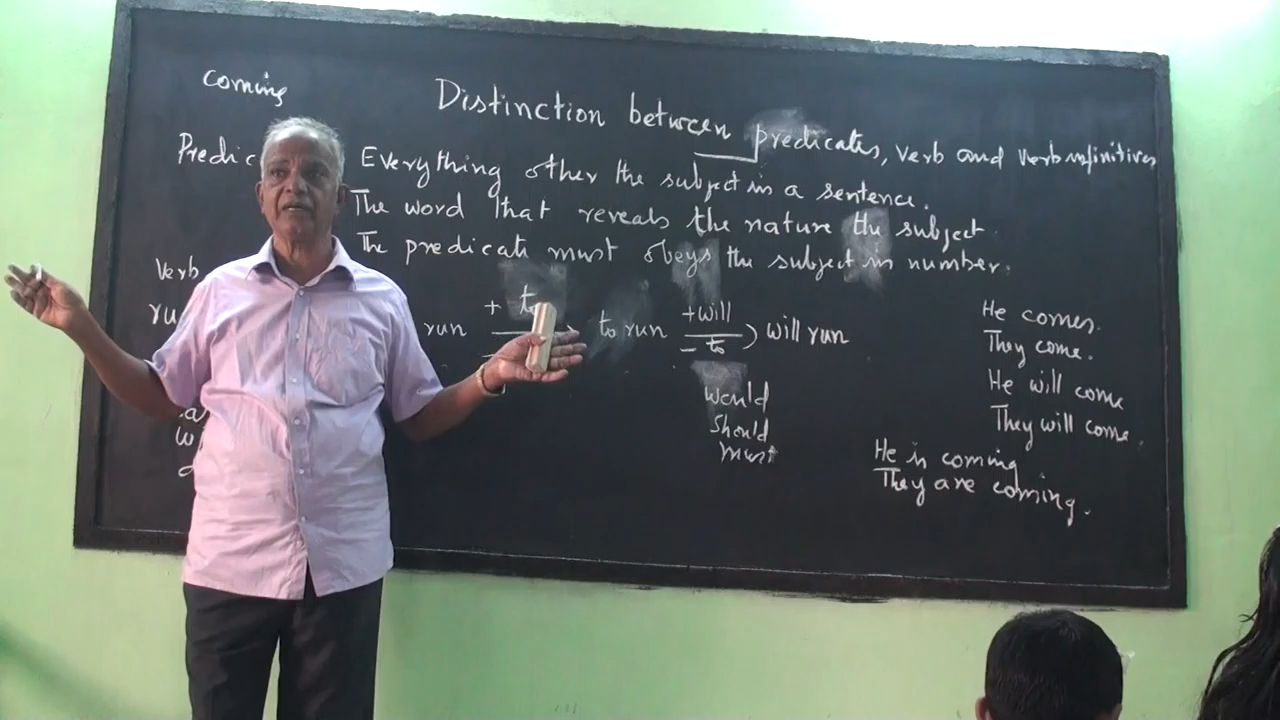 coming
Distinction between predicates, verb and verb infinitives
Everything other the subject in a sentence.
The word that reveals the nature the subject.
The predicate must obeys the subject in number.
Verb
run + to to run +will will run
- to
would
should
must
He comes.
They come.
He will come
They will come.
He is coming
They are coming.